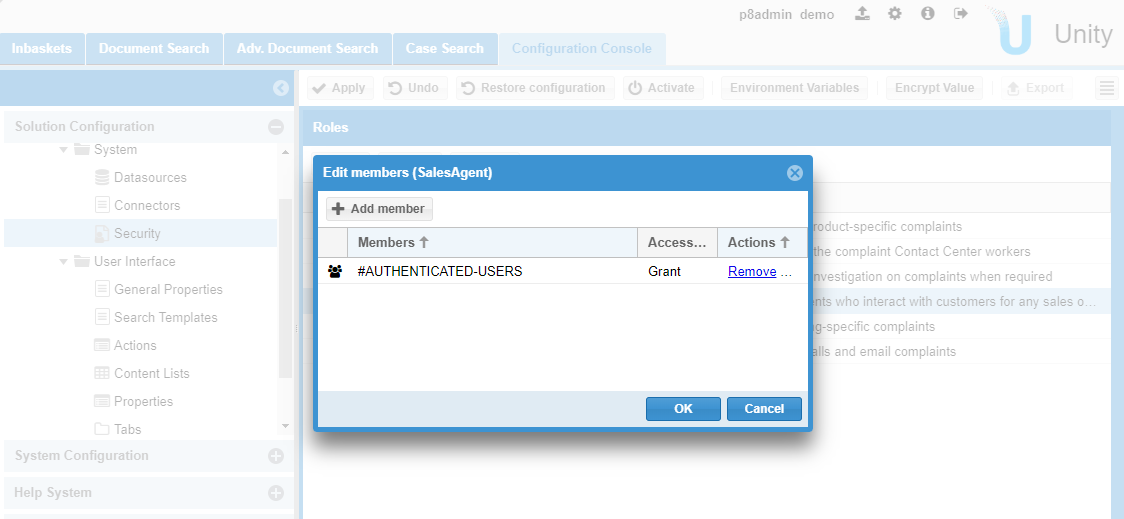 p8admin demo
Unity
Inbaskets
Document Search
Adv. Document Search
Case Search
Configuration Console
Apply
Undo
Restore configuration
Activate
Environment Variables
Encrypt Value
Export
Solution Configuration
System
Datasources
Connectors
Security
User Interface
General Properties
Search Templates
Actions
Content Lists
Properties
Tabs
System Configuration
Help System
Roles
Edit members (SalesAgent)
Add member
Members
Access...
Actions
#AUTHENTICATED-USERS
Grant
Remove ...
OK
Cancel
roduct-specific complaints
the complaint Contact Center workers
nvestigation on complaints when required
nts who interact with customers for any sales o...
g-specific complaints
alls and email complaints